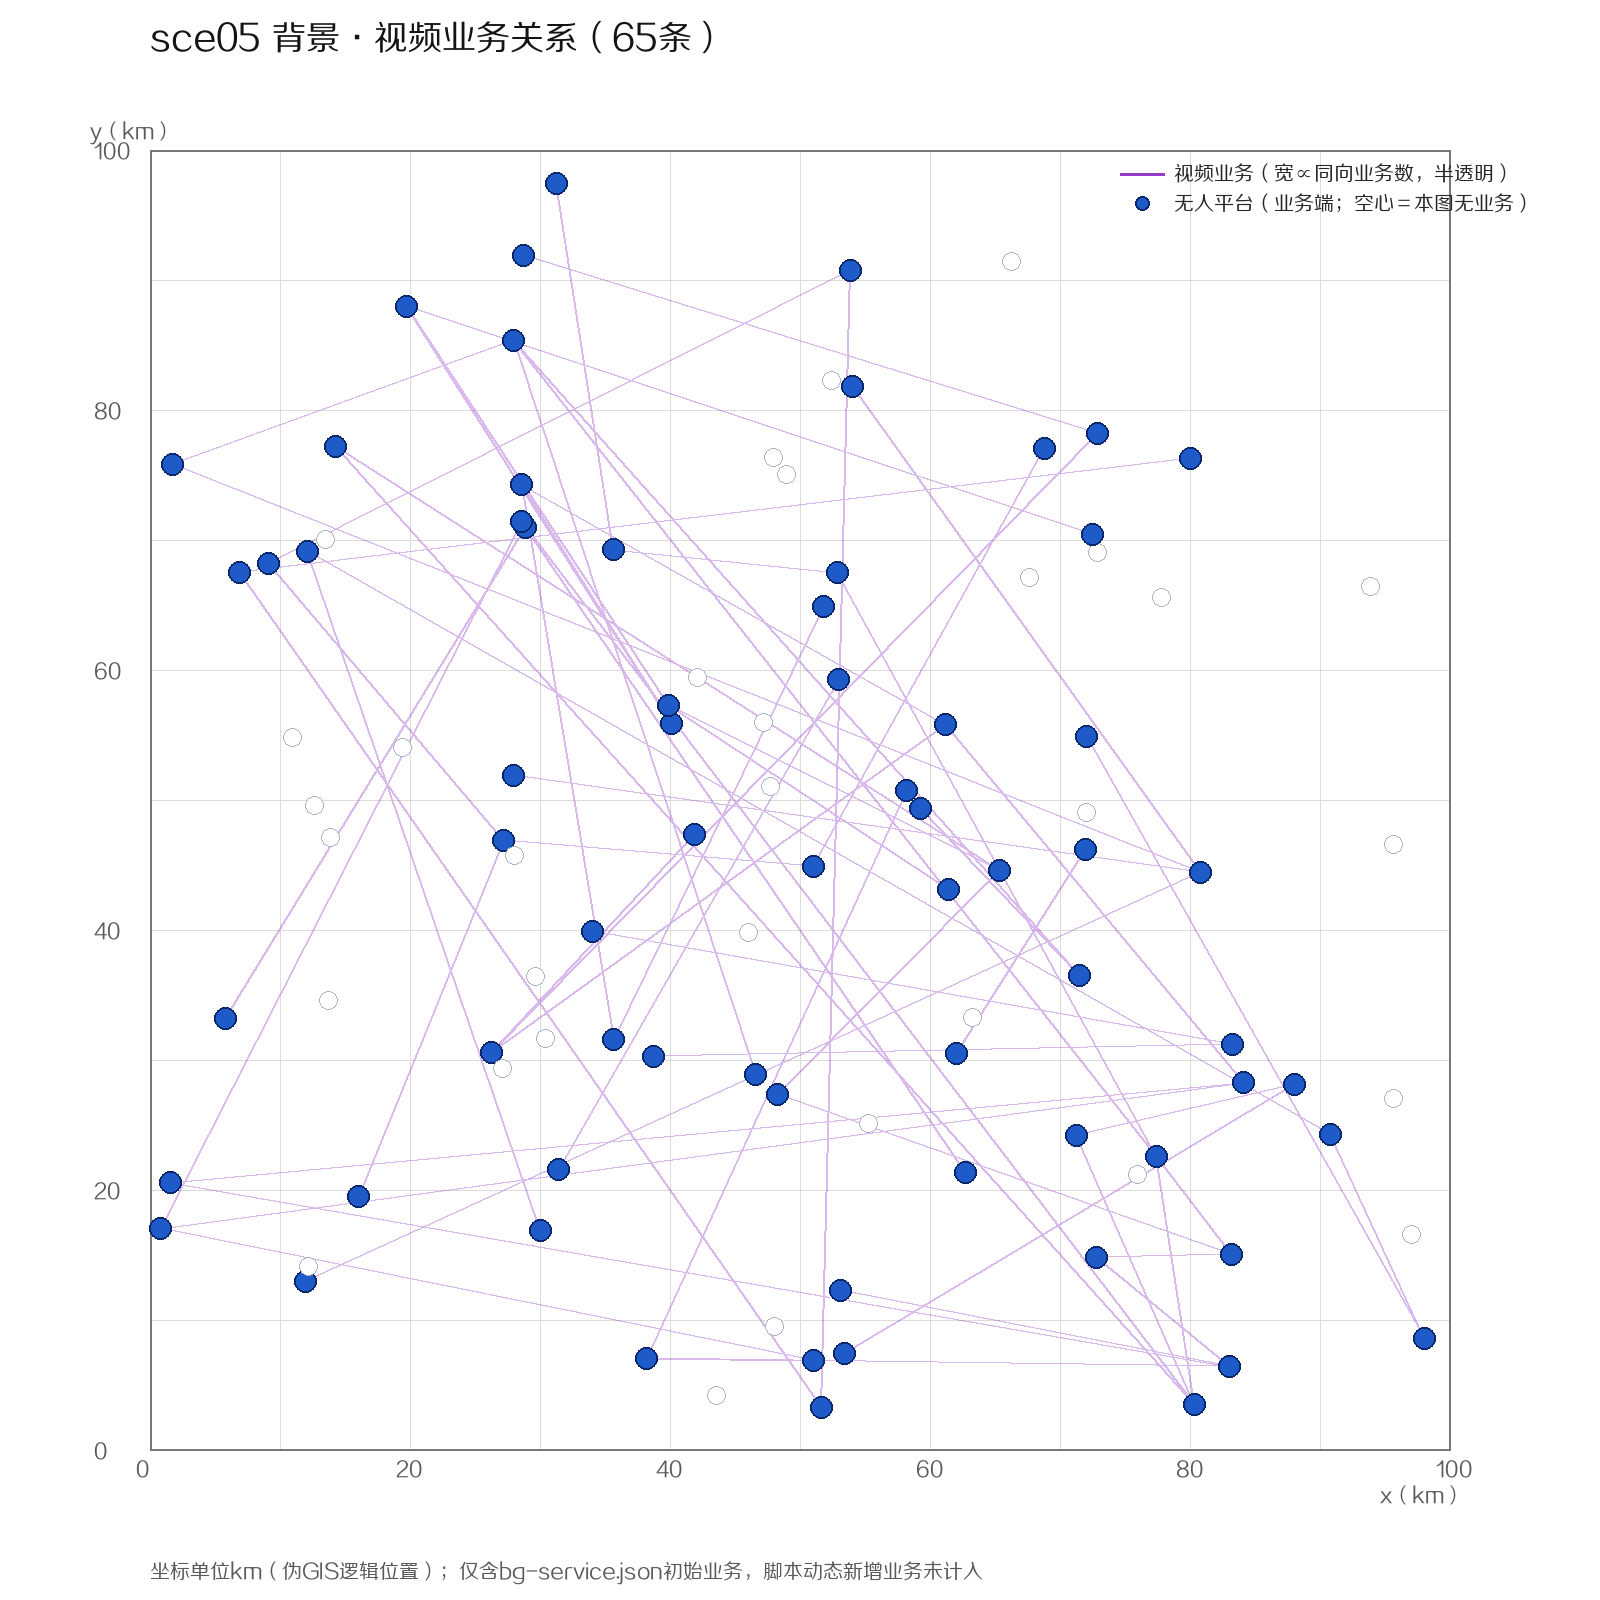 sce05 背景·视频业务关系（65条）
y（km）
100
视频业务（宽∝同向业务数，半透明）
无人平台（业务端；空心＝本图无业务）
80
60
40
20
0
0 20 40 60 80 100
x（km）
坐标单位km（伪GIS逻辑位置）；仅含bg-service.json初始业务，脚本动态新增业务未计入